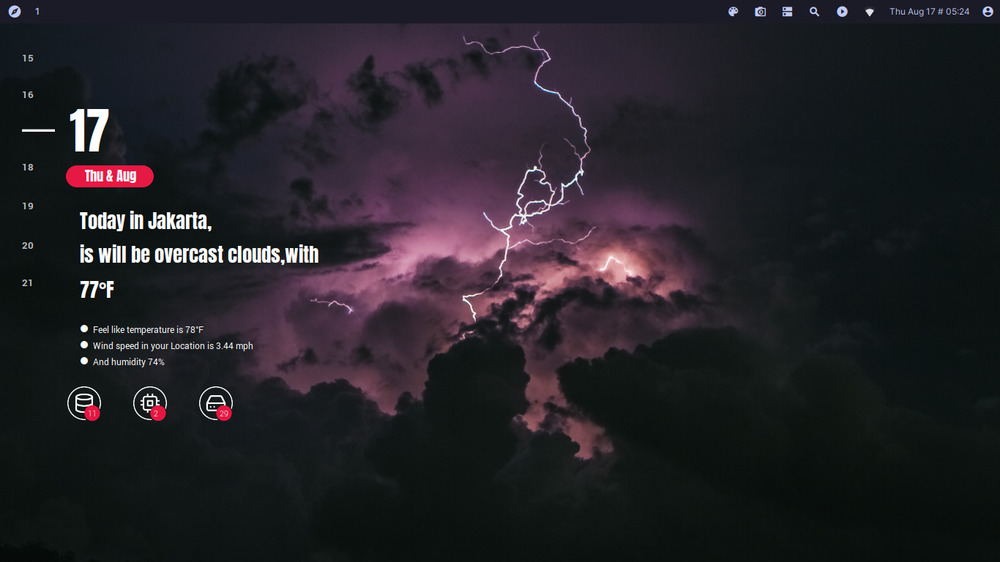 1
Thu Aug 17 # 05:24
15
16
17
Thu & Aug
18
19
20
21
Today in Jakarta,
is will be overcast clouds,with
77°F
Feel like temperature is 78°F
Wind speed in your Location is 3.44 mph
And humidity 74%
11
2
29